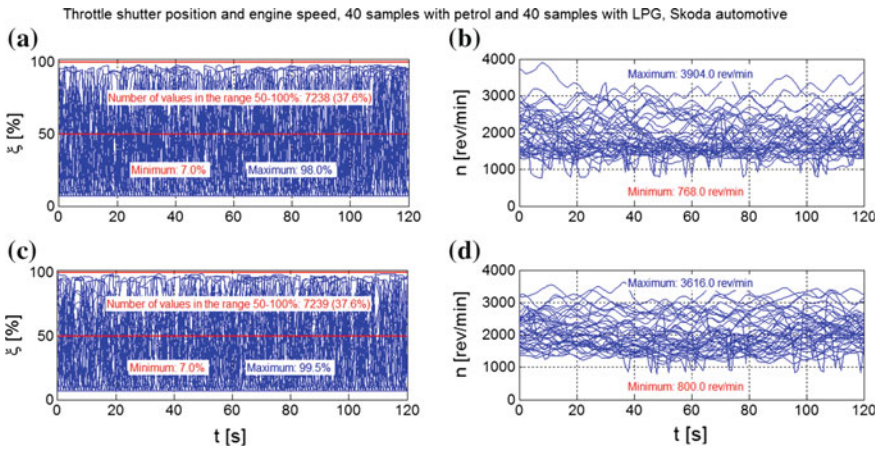 Throttle shutter position and engine speed, 40 samples with petrol and 40 samples with LPG, Skoda automotive
(a)
ξ [%]
100
50
0
Number of values in the range 50-100%: 7238 (37.6%)
Minimum: 7.0%
Maximum: 98.0%
0 20 40 60 80 100 120
(b)
n [rev/min]
4000
3000
2000
1000
0
Maximum: 3904.0 rev/min
Minimum: 768.0 rev/min
0 20 40 60 80 100 120
(c)
ξ [%]
100
50
0
Number of values in the range 50-100%: 7239 (37.6%)
Minimum: 7.0%
Maximum: 99.5%
0 20 40 60 80 100 120
t [s]
(d)
n [rev/min]
4000
3000
2000
1000
0
Maximum: 3616.0 rev/min
Minimum: 800.0 rev/min
0 20 40 60 80 100 120
t [s]